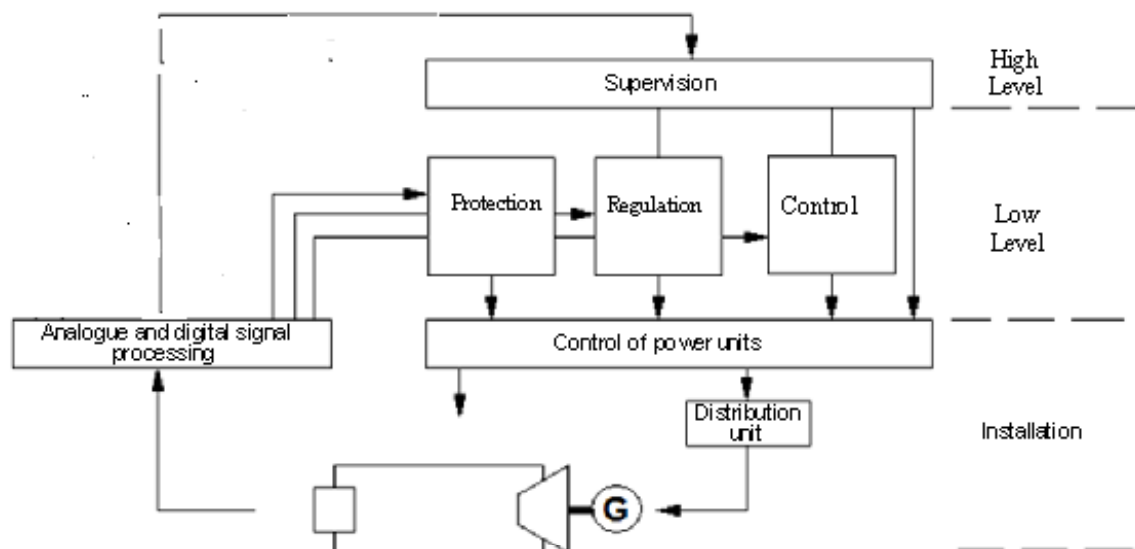 High
Level
Supervision
Protection
Regulation
Control
Low
Level
Analogue and digital signal
processing
Control of power units
Distribution
unit
Installation
G